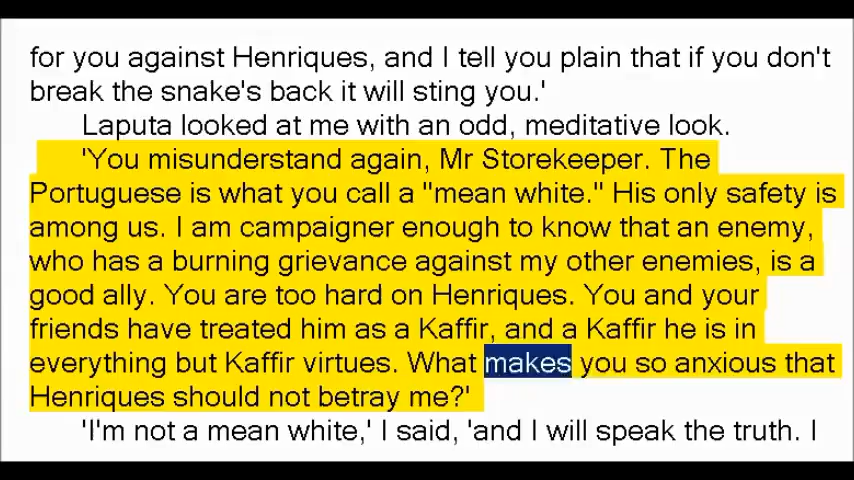 for you against Henriques, and I tell you plain that if you don't
break the snake's back it will sting you.'
Laputa looked at me with an odd, meditative look.
'You misunderstand again, Mr Storekeeper. The
Portuguese is what you call a "mean white." His only safety is
among us. I am campaigner enough to know that an enemy,
who has a burning grievance against my other enemies, is a
good ally. You are too hard on Henriques. You and your
friends have treated him as a Kaffir, and a Kaffir he is in
everything but Kaffir virtues. What makes you so anxious that
Henriques should not betray me?'
'I'm not a mean white,' I said, 'and I will speak the truth. I